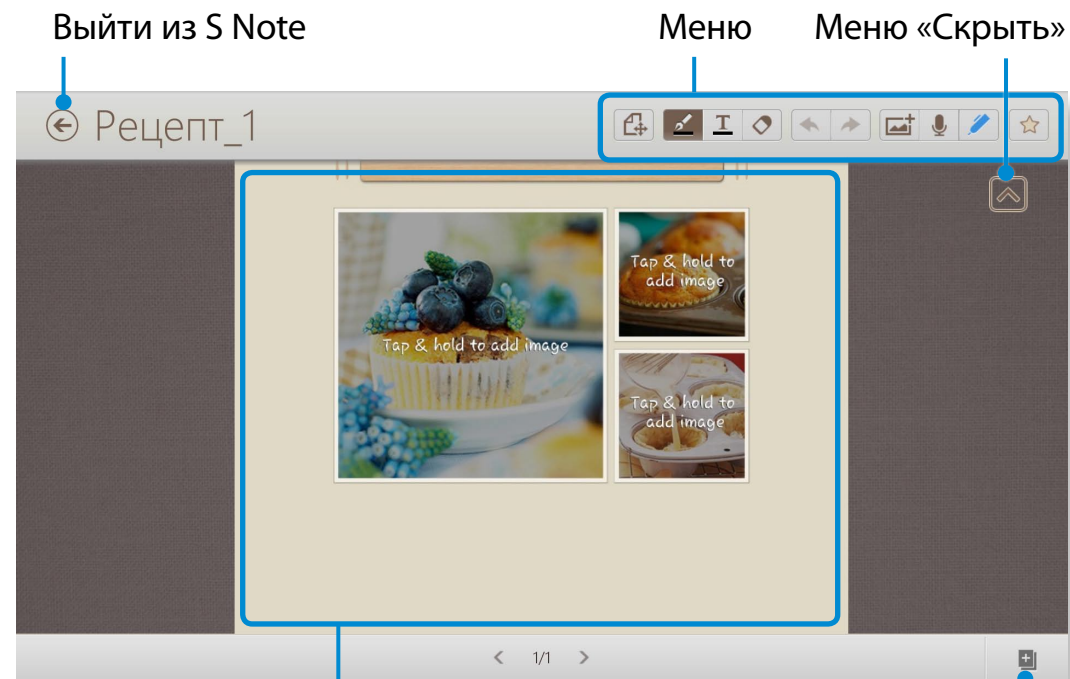 Выйти из S Note
Меню
Меню «Скрыть»
Рецепт_1
T
Tap & hold to add image
Tap & hold to
add image
Tap & hold to
add image
1/1